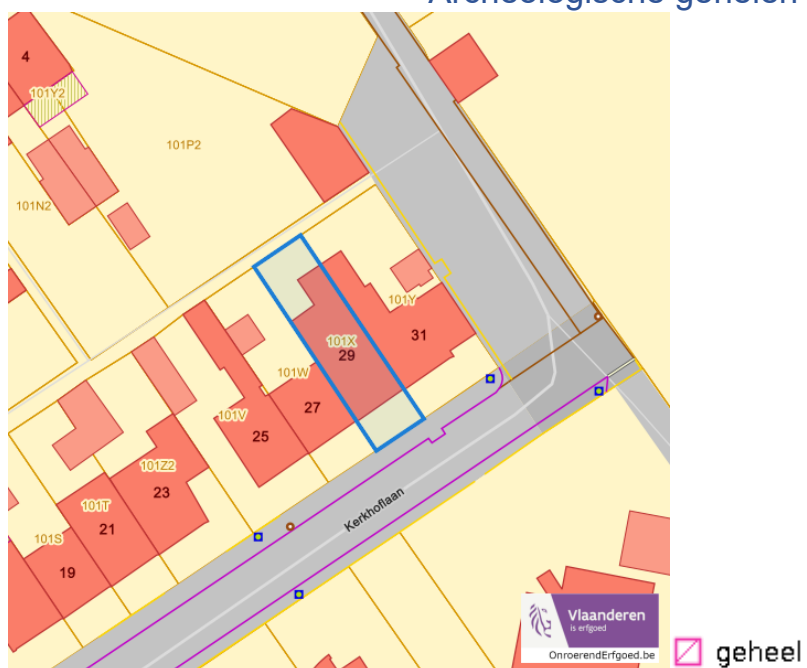 Archeologische gehelen
4
101Y2
101P2
101N2
101Y
31
101X
29
101W
27
101V
25
101Z2
23
101T
21
101S
19
Kerkhoflaan
Vlaanderen
is erfgoed
OnroerendErfgoed.be
geheel